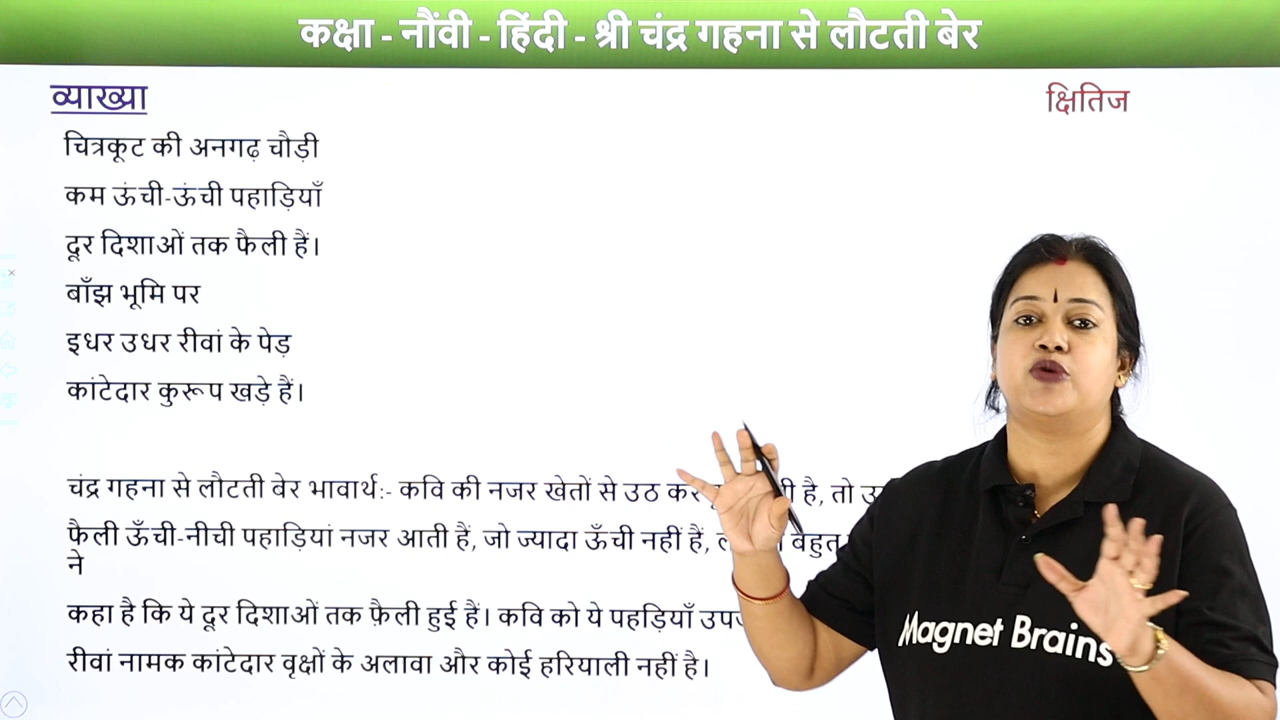 कक्षा - नौंवी - हिंदी - श्री चंद्र गहना से लौटती बेर
व्याख्या
क्षितिज
चित्रकूट की अनगढ़ चौड़ी
कम ऊंची-ऊंची पहाड़ियाँ
दूर दिशाओं तक फैली हैं।
बाँझ भूमि पर
इधर उधर रीवां के पेड़
कांटेदार कुरूप खड़े हैं।
चंद्र गहना से लौटती बेर भावार्थ:- कवि की नजर खेतों से उठ कर है, तो
फैली ऊँची-नीची पहाड़ियां नजर आती हैं, जो ज्यादा ऊँची नहीं हैं, बहुत
ने
कहा है कि ये दूर दिशाओं तक फ़ैली हुई हैं। कवि को ये पहड़ियाँ
रीवां नामक कांटेदार वृक्षों के अलावा और कोई हरियाली नहीं है।
Magnet Brains